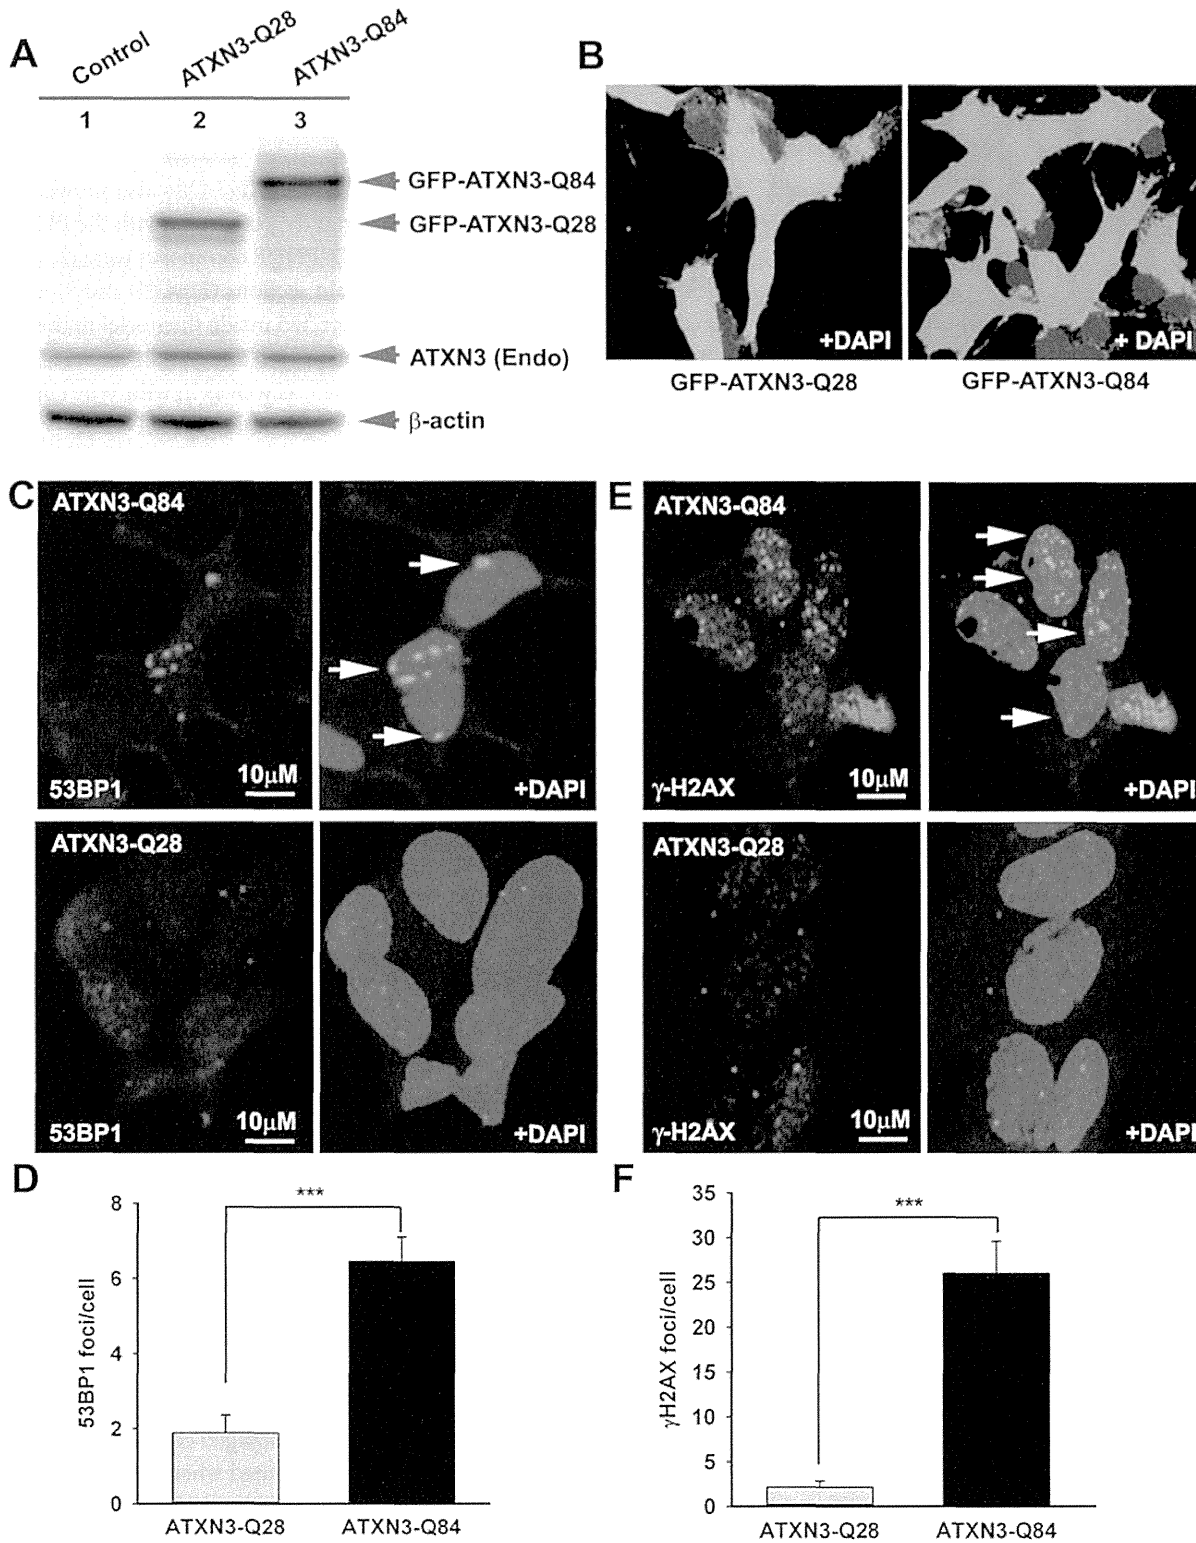 A
Control
ATXN3-Q28
ATXN3-Q84
1 2 3
GFP-ATXN3-Q84
GFP-ATXN3-Q28
ATXN3 (Endo)
β-actin
B
+DAPI
+ DAPI
GFP-ATXN3-Q28
GFP-ATXN3-Q84
C
ATXN3-Q84
53BP1
10μM
+DAPI
ATXN3-Q28
53BP1
10μM
+DAPI
E
ATXN3-Q84
γ-H2AX
10μM
+DAPI
ATXN3-Q28
γ-H2AX
10μM
+DAPI
D
53BP1 foci/cell
8
6
4
2
0
***
ATXN3-Q28
ATXN3-Q84
F
γH2AX foci/cell
35
30
25
20
15
10
5
0
***
ATXN3-Q28
ATXN3-Q84